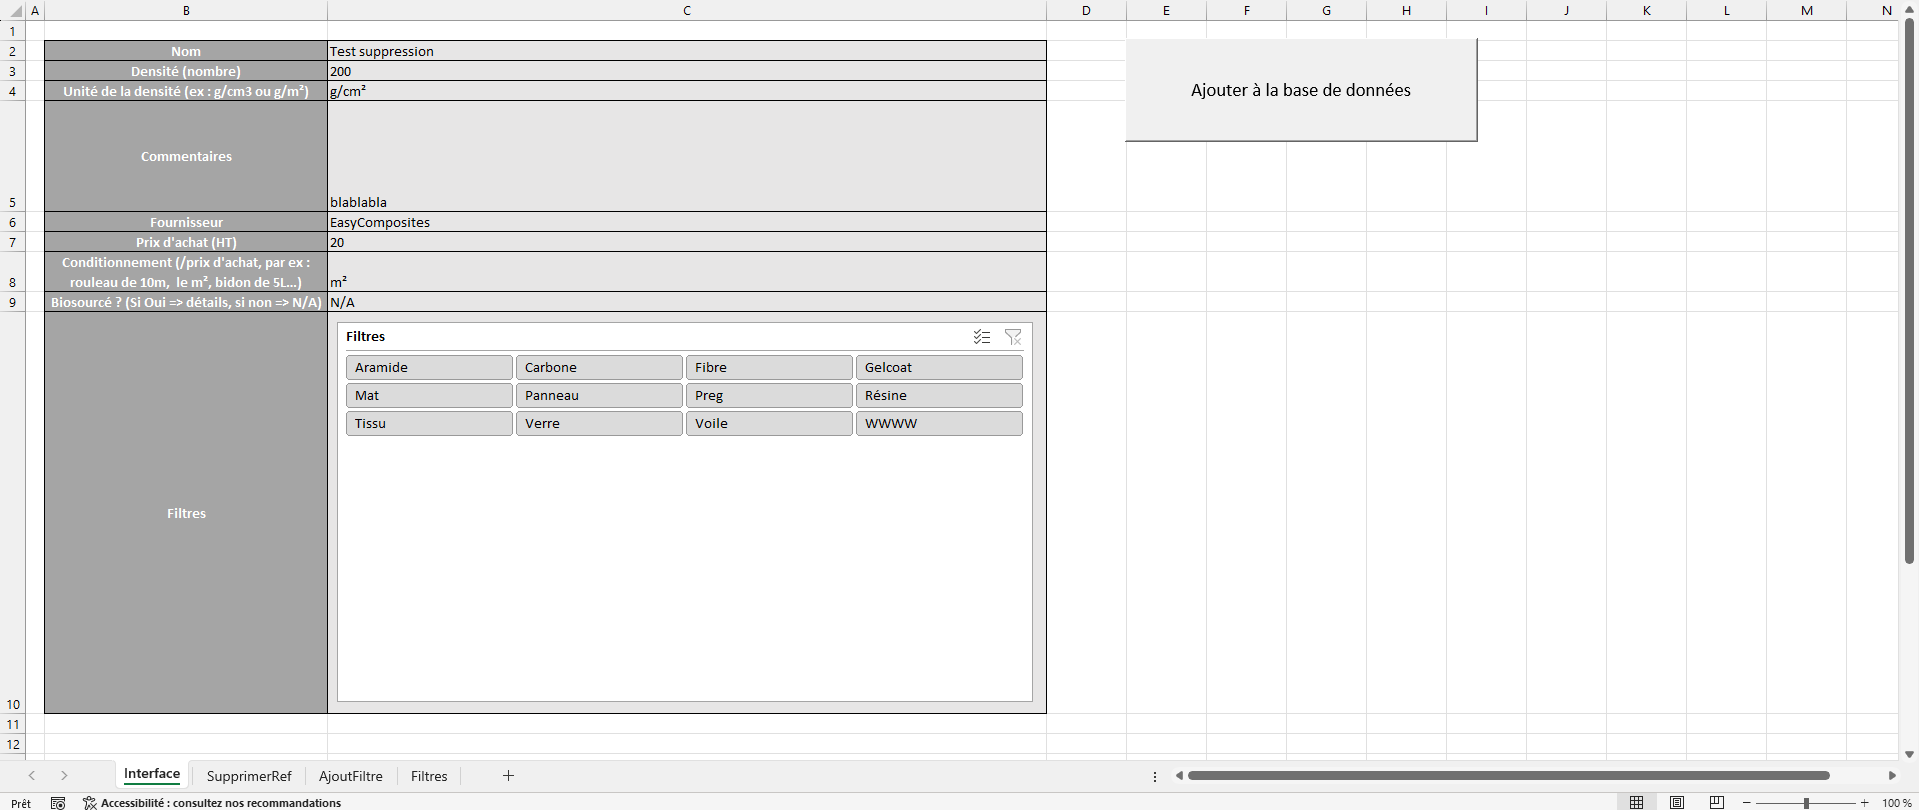 A B C D E F G H I J K L M N
1
2 Nom Test suppression
3 Densité (nombre) 200
4 Unité de la densité (ex : g/cm3 ou g/m²) g/cm²
Ajouter à la base de données
Commentaires
5 blablabla
6 Fournisseur EasyComposites
7 Prix d'achat (HT) 20
Conditionnement (/prix d'achat, par ex :
8 rouleau de 10m, le m², bidon de 5L...) m²
9 Biosourcé ? (Si Oui => détails, si non => N/A) N/A
Filtres
Aramide Carbone Fibre Gelcoat
Mat Panneau Preg Résine
Tissu Verre Voile WWWW
Filtres
10
11
12
Interface SupprimerRef AjoutFiltre Filtres
Prêt Accessibilité : consultez nos recommandations 100 %